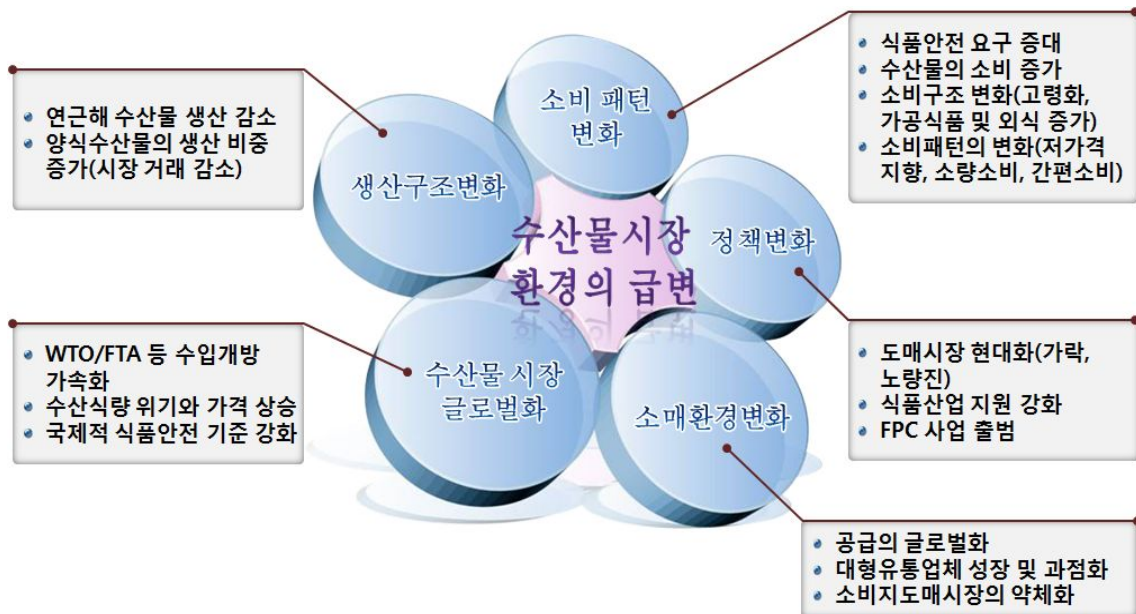 소비 패턴
변화
식품안전 요구 증대
수산물의 소비 증가
소비구조 변화(고령화,
가공식품 및 외식 증가)
소비패턴의 변화(저가격
지향, 소량소비, 간편소비)
연근해 수산물 생산 감소
양식수산물의 생산 비중
증가(시장 거래 감소)
생산구조변화
수산물시장
환경의 급변
정책변화
WTO/FTA 등 수입개방
가속화
수산식량 위기와 가격 상승
국제적 식품안전 기준 강화
수산물 시장
글로벌화
소매환경변화
도매시장 현대화(가락,
노량진)
식품산업 지원 강화
FPC 사업 출범
공급의 글로벌화
대형유통업체 성장 및 과점화
소비지도매시장의 약체화